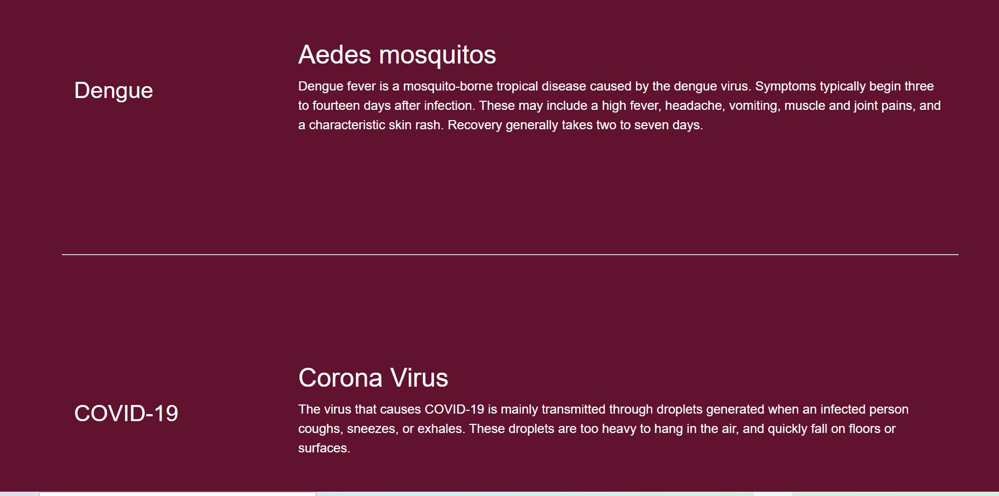 Aedes mosquitos
Dengue
Dengue fever is a mosquito-borne tropical disease caused by the dengue virus. Symptoms typically begin three
to fourteen days after infection. These may include a high fever, headache, vomiting, muscle and joint pains, and
a characteristic skin rash. Recovery generally takes two to seven days.
Corona Virus
COVID-19
The virus that causes COVID-19 is mainly transmitted through droplets generated when an infected person
coughs, sneezes, or exhales. These droplets are too heavy to hang in the air, and quickly fall on floors or
surfaces.